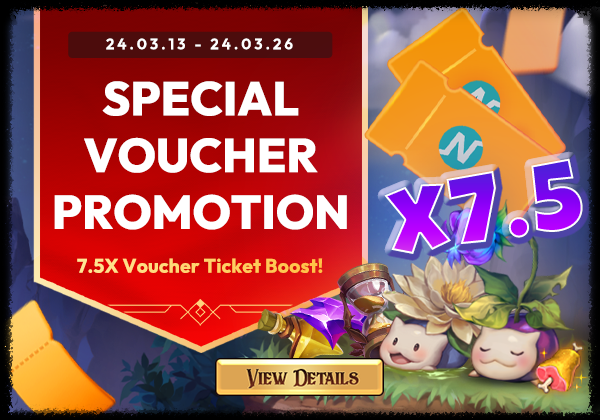 24.03.13 - 24.03.26
SPECIAL
VOUCHER
PROMOTION
7.5X Voucher Ticket Boost!
N
N
X7.5
VIEW DETAILS